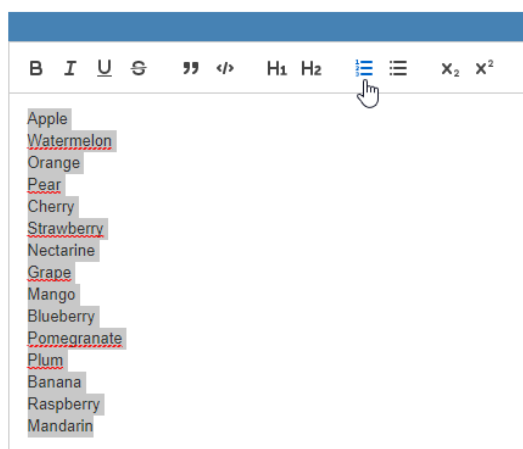 B I U S ” </> H1 H2 X2 X2
Apple
Watermelon
Orange
Pear
Cherry
Strawberry
Nectarine
Grape
Mango
Blueberry
Pomegranate
Plum
Banana
Raspberry
Mandarin